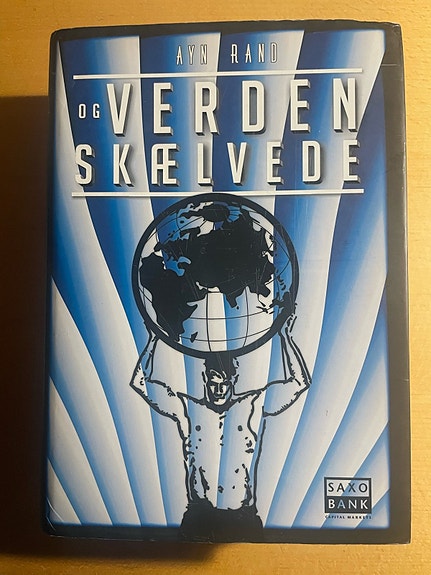 AYN RAND
OG VERDEN
SKÆLVEDE
SAXO
BANK
CAPITAL MARKETS